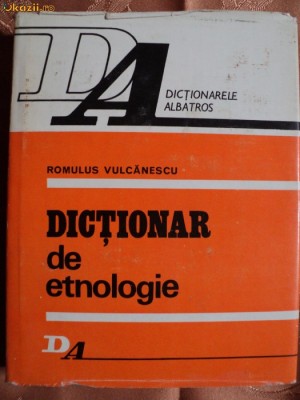 Okazii.ro
DA
DICȚIONARELE
ALBATROS
ROMULUS VULCĂNESCU
DICȚIONAR
de
etnologie
DA